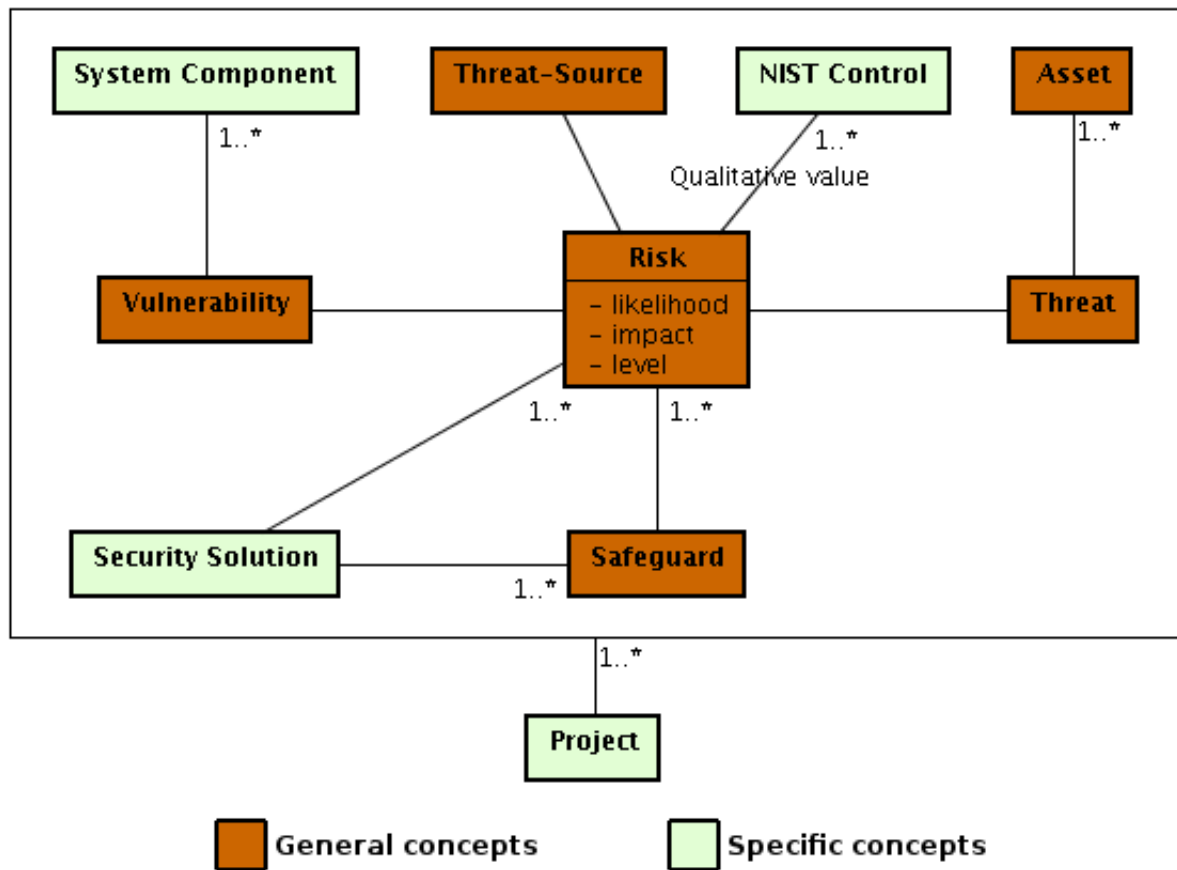 System Component
Threat-Source
NIST Control
Asset
1..*
1..*
1..*
Qualitative value
Risk
- likelihood
- impact
- level
Vulnerability
Threat
1..*
1..*
Security Solution
Safeguard
1..*
1..*
Project
General concepts
Specific concepts